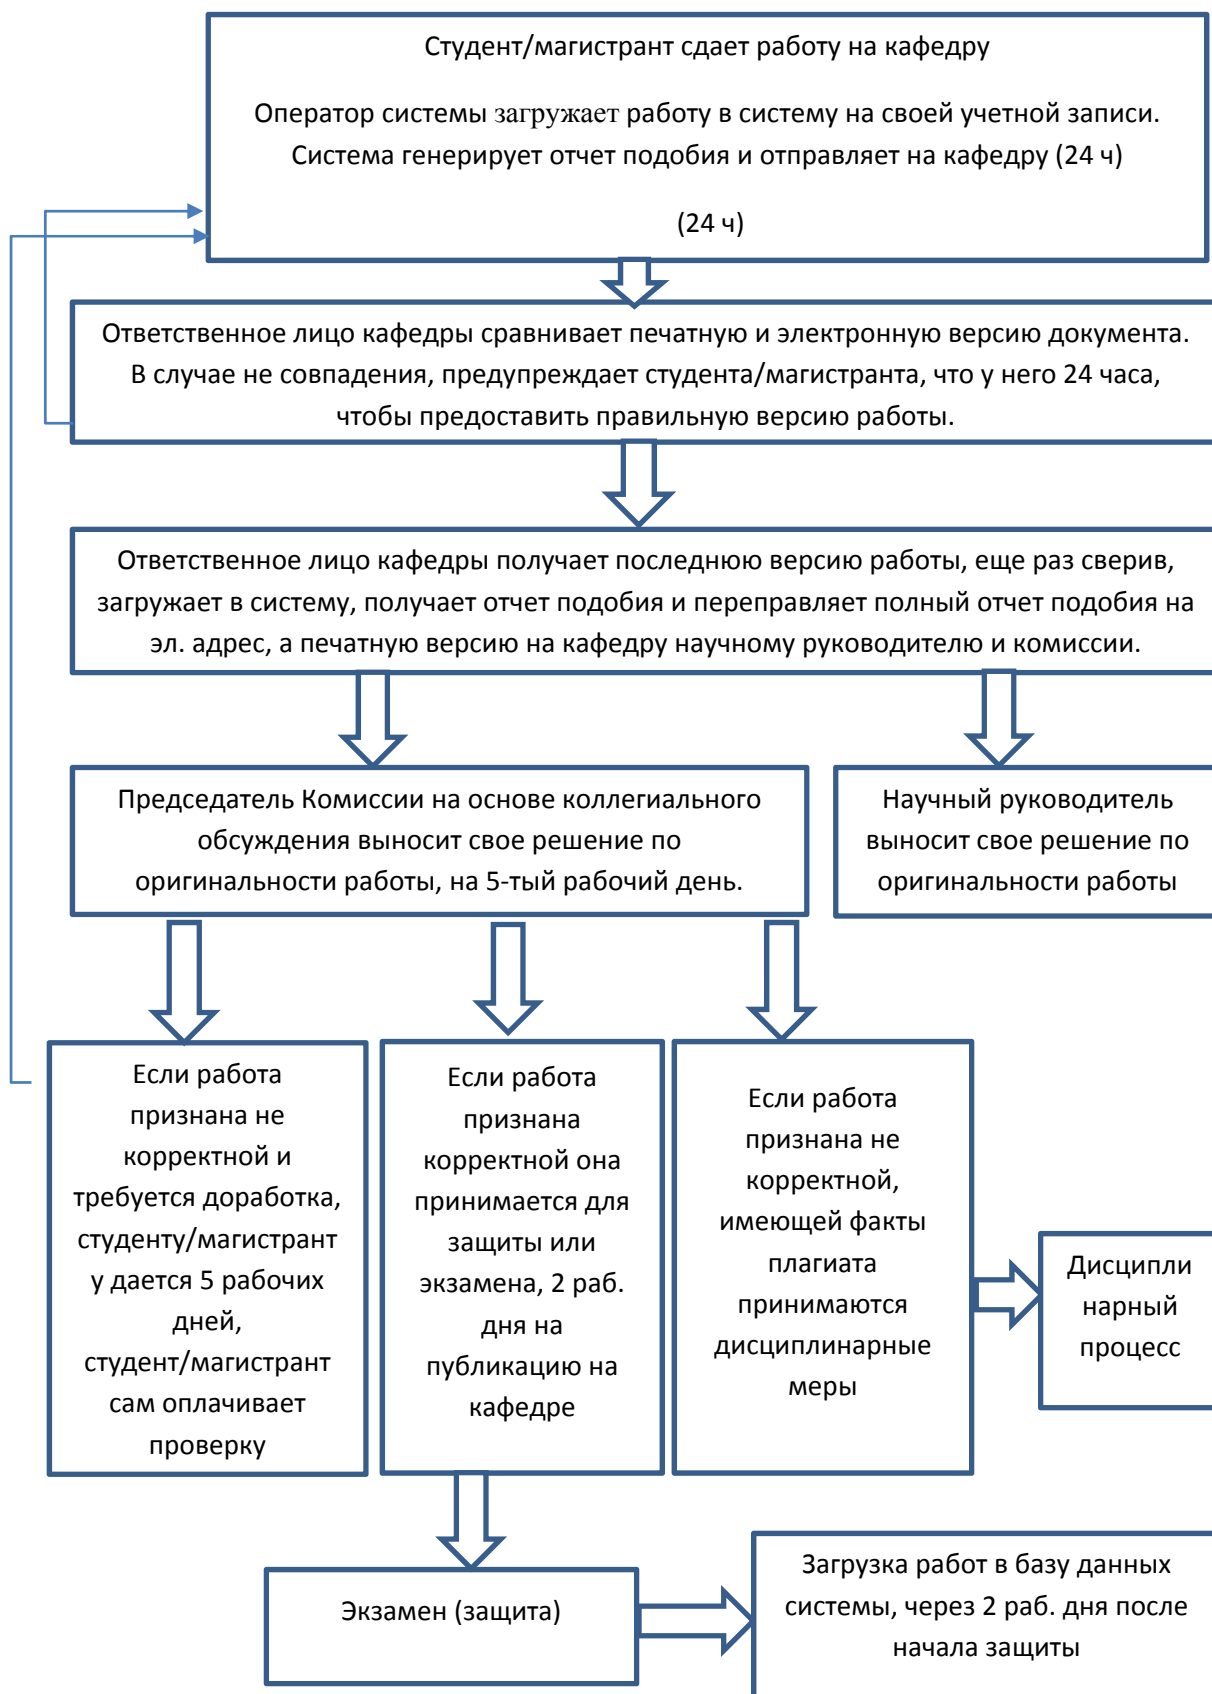 Студент/магистрант сдает работу на кафедру
Оператор системы загружает работу в систему на своей учетной записи.
Система генерирует отчет подобия и отправляет на кафедру (24 ч)
(24 ч)
Ответственное лицо кафедры сравнивает печатную и электронную версию документа.
В случае не совпадения, предупреждает студента/магистранта, что у него 24 часа,
чтобы предоставить правильную версию работы.
Ответственное лицо кафедры получает последнюю версию работы, еще раз сверив,
загружает в систему, получает отчет подобия и переправляет полный отчет подобия на
эл. адрес, а печатную версию на кафедру научному руководителю и комиссии.
Председатель Комиссии на основе коллегиального
обсуждения выносит свое решение по
оригинальности работы, на 5-тый рабочий день.
Научный руководитель
выносит свое решение по
оригинальности работы
Если работа
признана не
корректной и
требуется доработка,
студенту/магистрант
у дается 5 рабочих
дней,
студент/магистрант
сам оплачивает
проверку
Если работа
признана
корректной она
принимается для
защиты или
экзамена, 2 раб.
дня на
публикацию на
кафедре
Если работа
признана не
корректной,
имеющей факты
плагиата
принимаются
дисциплинарные
меры
Дисципли
нарный
процесс
Экзамен (защита)
Загрузка работ в базу данных
системы, через 2 раб. дня после
начала защиты